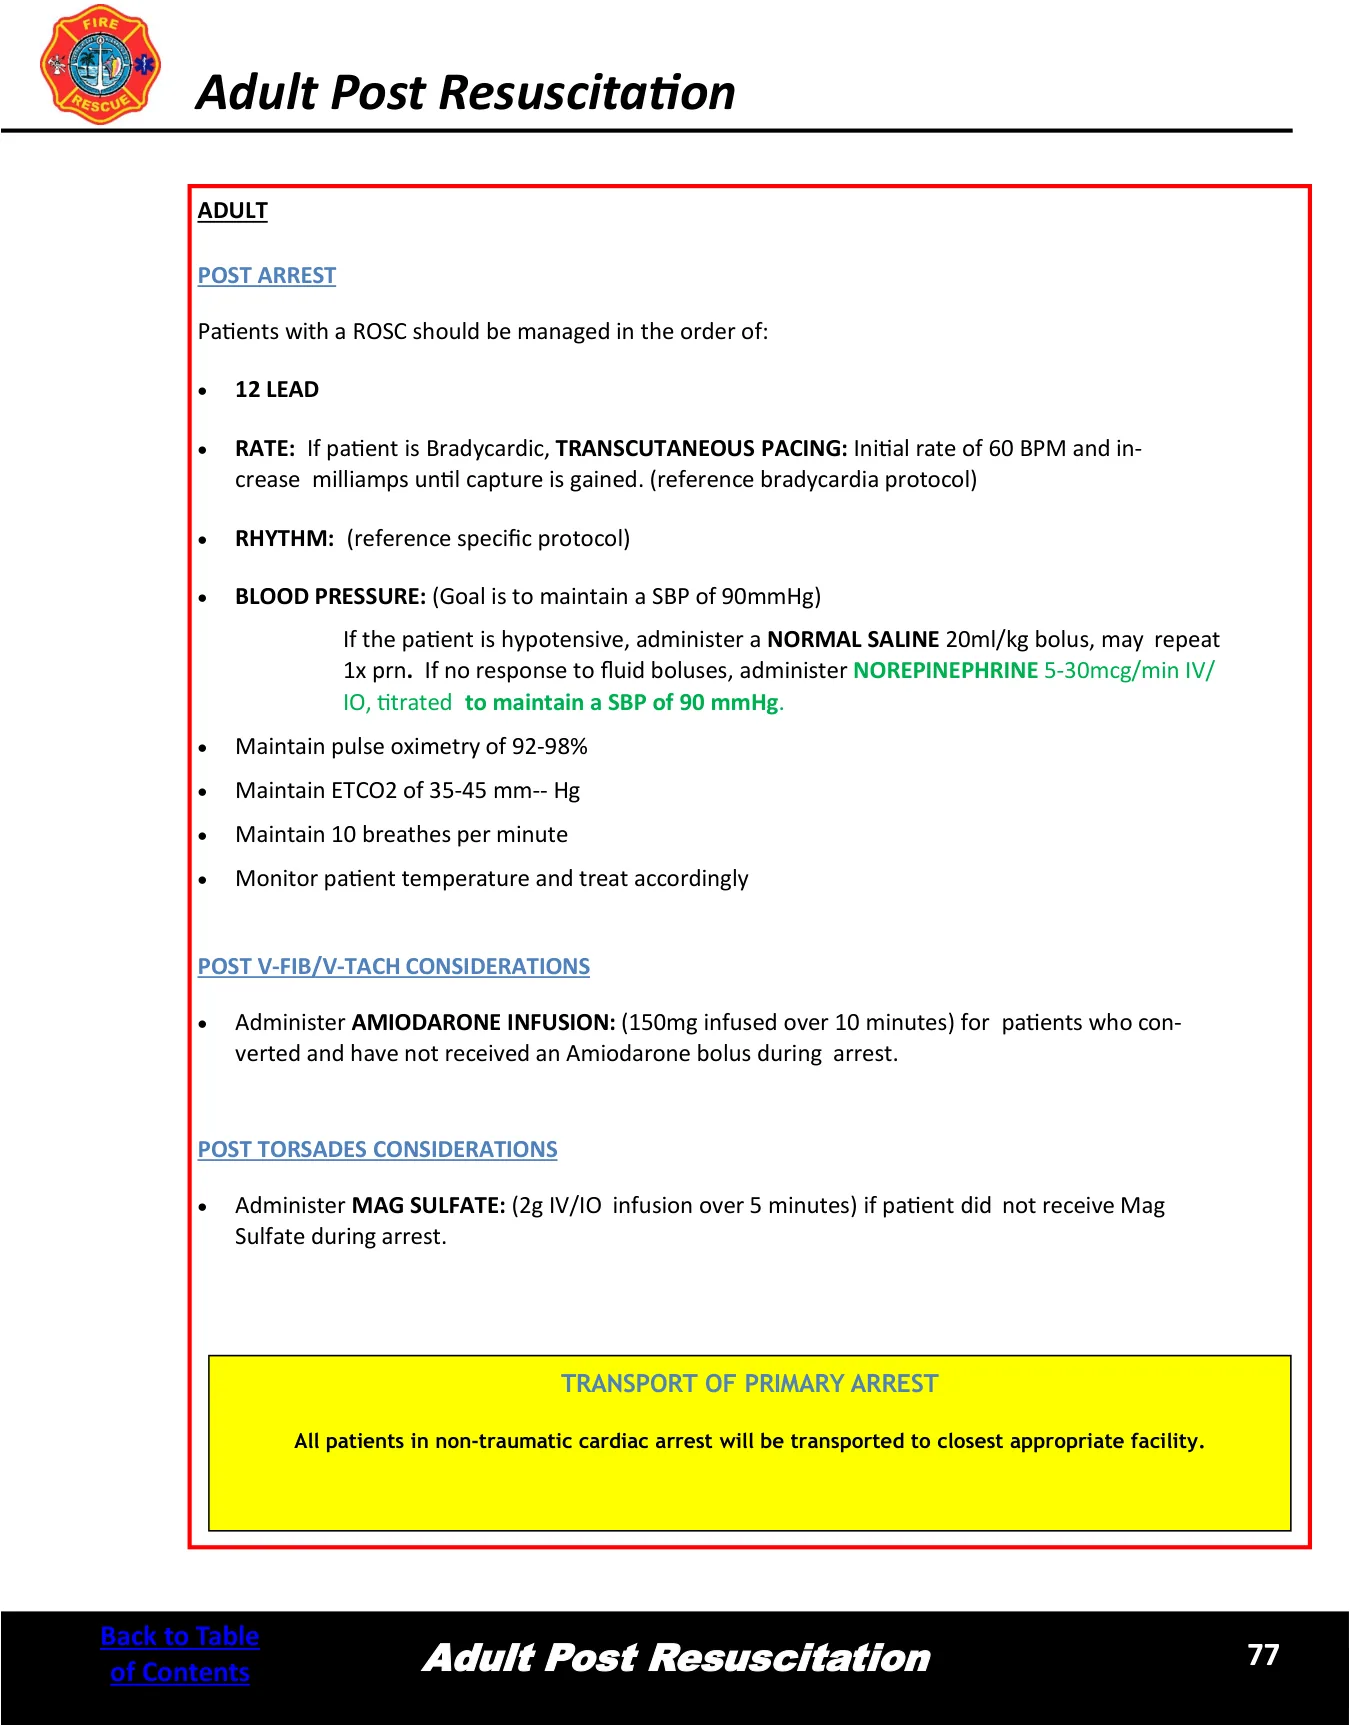 FIRE
RESCUE
Adult Post Resuscitation
ADULT
POST ARREST
Patients with a ROSC should be managed in the order of:
• 12 LEAD
• RATE:  If patient is Bradycardic, TRANSCUTANEOUS PACING: Initial rate of 60 BPM and in-
crease  milliamps until capture is gained. (reference bradycardia protocol)
• RHYTHM:  (reference specific protocol)
• BLOOD PRESSURE: (Goal is to maintain a SBP of 90mmHg)
If the patient is hypotensive, administer a NORMAL SALINE 20ml/kg bolus, may  repeat
1x prn.  If no response to fluid boluses, administer NOREPINEPHRINE 5-30mcg/min IV/
IO, titrated  to maintain a SBP of 90 mmHg.
• Maintain pulse oximetry of 92-98%
• Maintain ETCO2 of 35-45 mm-- Hg
• Maintain 10 breathes per minute
• Monitor patient temperature and treat accordingly
POST V-FIB/V-TACH CONSIDERATIONS
• Administer AMIODARONE INFUSION: (150mg infused over 10 minutes) for  patients who con-
verted and have not received an Amiodarone bolus during  arrest.
POST TORSADES CONSIDERATIONS
• Administer MAG SULFATE: (2g IV/IO  infusion over 5 minutes) if patient did  not receive Mag
Sulfate during arrest.
TRANSPORT OF PRIMARY ARREST
All patients in non-traumatic cardiac arrest will be transported to closest appropriate facility.
Back to Table
of Contents
Adult Post Resuscitation
77